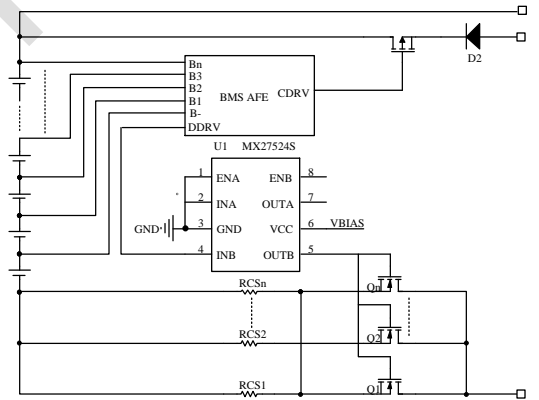 D2
Bn
B3
B2
B1
B-
DDRV
BMS AFE
CDRV
U1 MX27524S
1 ENA ENB 8
2 INA OUTA 7
GND 3 GND VCC 6 VBIAS
4 INB OUTB 5
RCSn
Qn
RCS2
Q2
RCS1
Q1